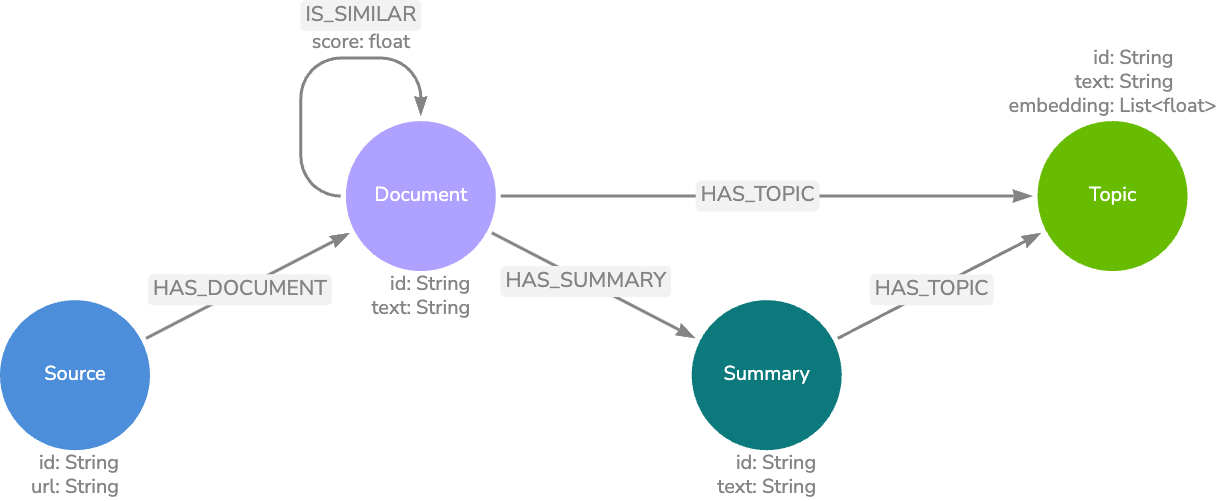 IS_SIMILAR
score: float
id: String
text: String
embedding: List<float>
Document
HAS_TOPIC
Topic
id: String
text: String
HAS_DOCUMENT
HAS_SUMMARY
HAS_TOPIC
Source
Summary
id: String
url: String
id: String
text: String